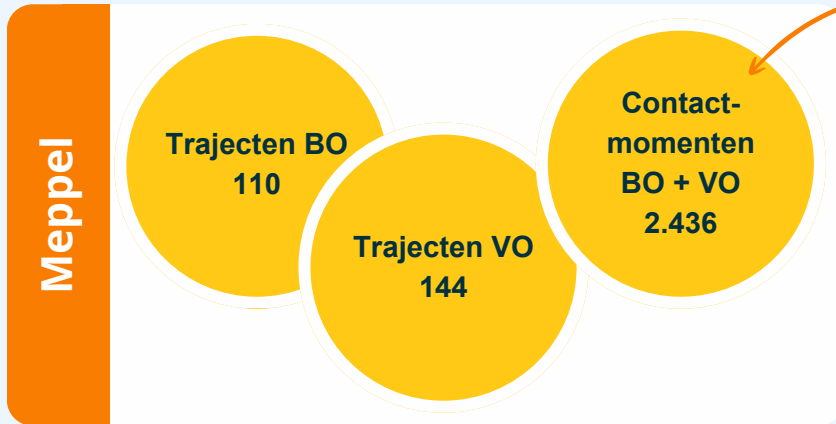 Meppel
Trajecten BO
110
Trajecten VO
144
Contact-
momenten
BO + VO
2.436